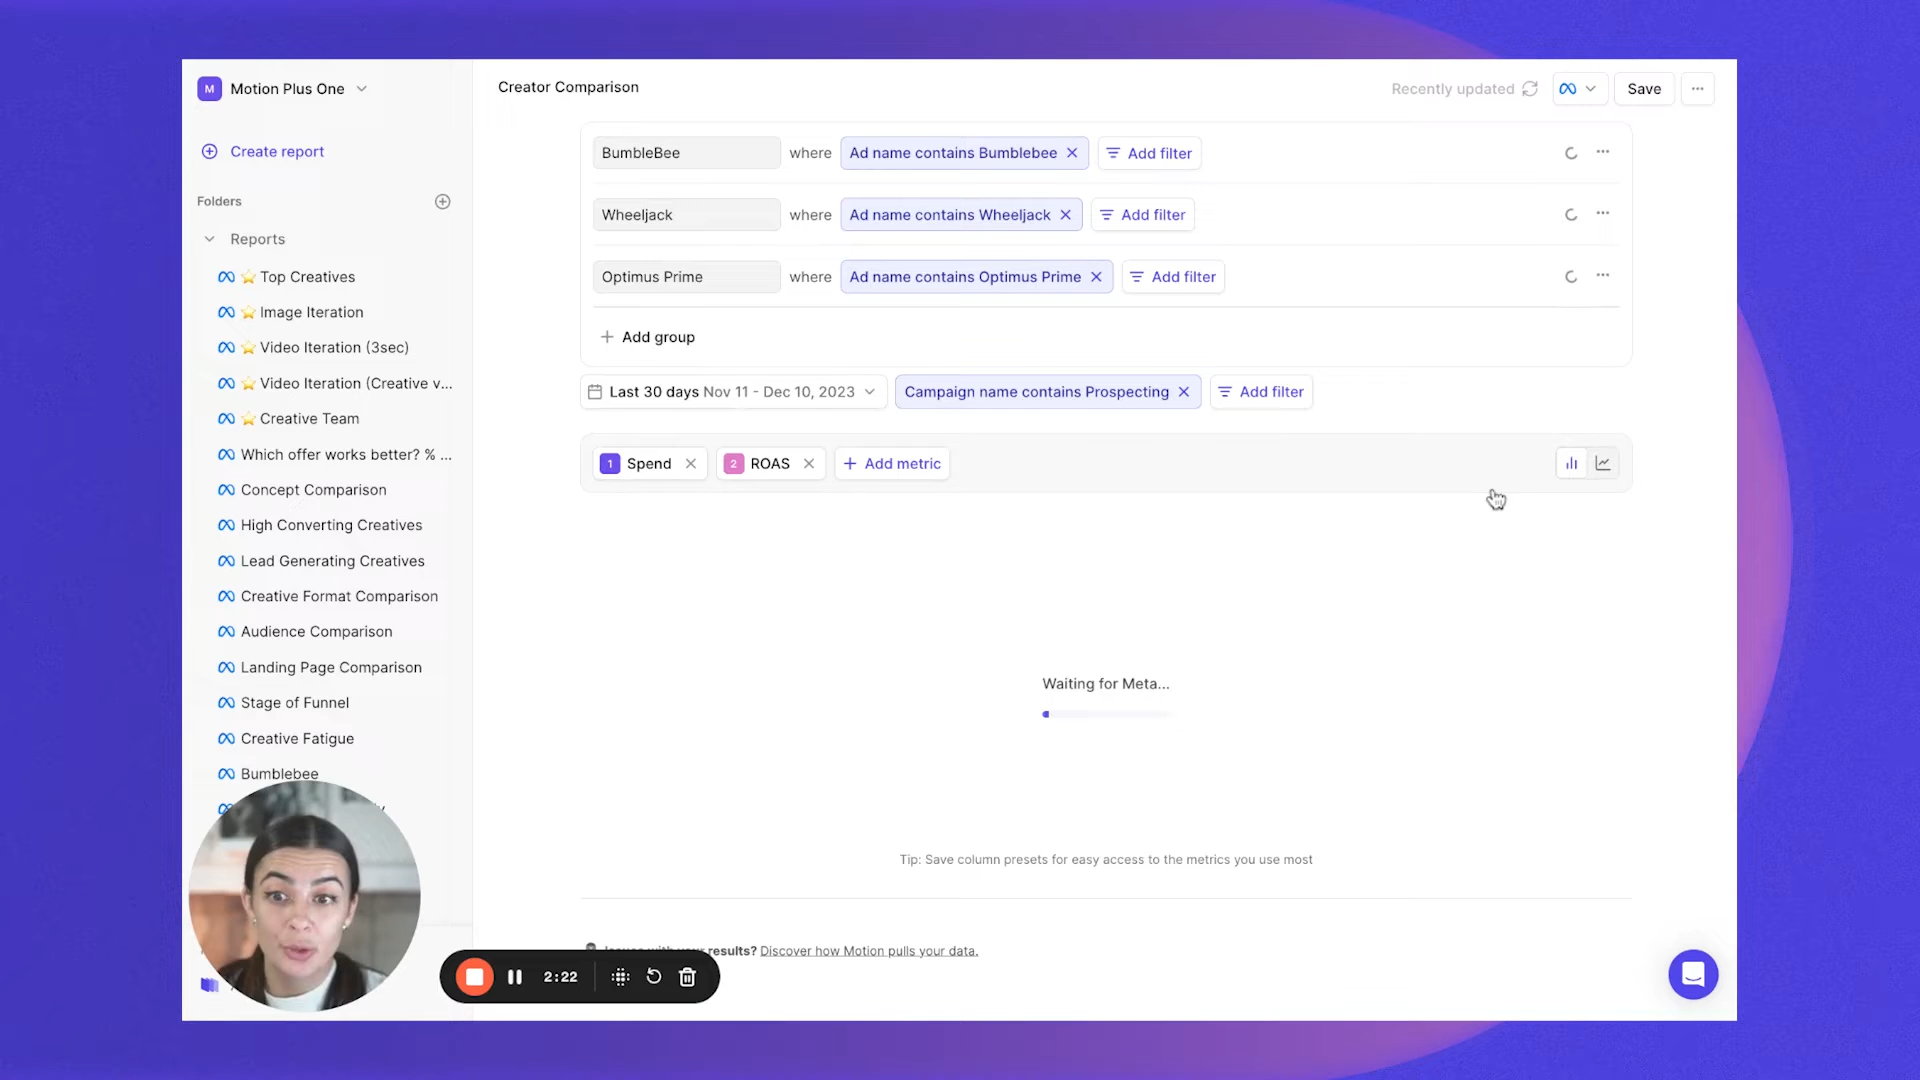 M Motion Plus One
Create report
Folders
Reports
⭐ Top Creatives
⭐ Image Iteration
⭐ Video Iteration (3sec)
⭐ Video Iteration (Creative v...
⭐ Creative Team
Which offer works better? % ...
Concept Comparison
High Converting Creatives
Lead Generating Creatives
Creative Format Comparison
Audience Comparison
Landing Page Comparison
Stage of Funnel
Creative Fatigue
Bumblebee
Creator Comparison
Recently updated
Save
BumbleBee where Ad name contains Bumblebee Add filter
Wheeljack where Ad name contains Wheeljack Add filter
Optimus Prime where Ad name contains Optimus Prime Add filter
Add group
Last 30 days Nov 11 - Dec 10, 2023 Campaign name contains Prospecting Add filter
1 Spend 2 ROAS + Add metric
Waiting for Meta...
Tip: Save column presets for easy access to the metrics you use most
results? Discover how Motion pulls your data.
2:22